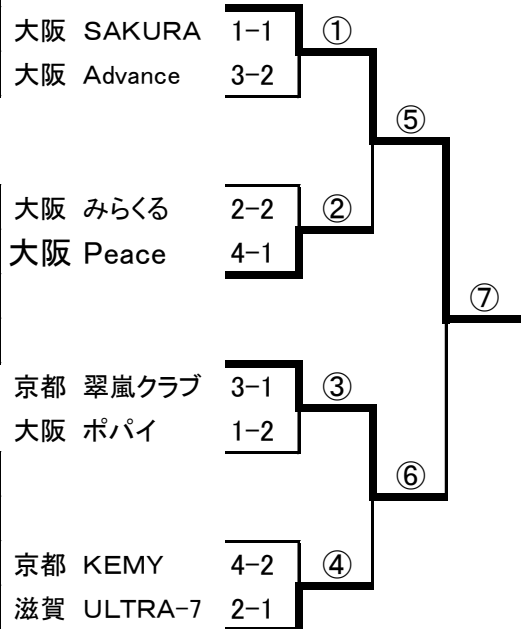 大阪 SAKURA 1-1 ①
大阪 Advance 3-2
⑤
大阪 みらくる 2-2 ②
大阪 Peace 4-1
⑦
京都 翠嵐クラブ 3-1 ③
大阪 ポパイ 1-2
⑥
京都 KEMY 4-2 ④
滋賀 ULTRA-7 2-1